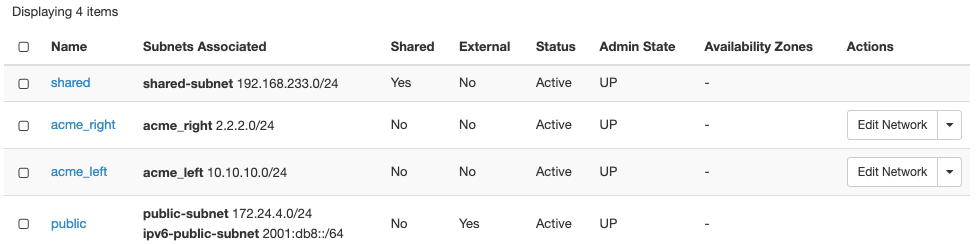 Displaying 4 items
Name Subnets Associated Shared External Status Admin State Availability Zones Actions
shared shared-subnet 192.168.233.0/24 Yes No Active UP -
acme_right acme_right 2.2.2.0/24 No No Active UP - Edit Network
acme_left acme_left 10.10.10.0/24 No No Active UP - Edit Network
public public-subnet 172.24.4.0/24 No Yes Active UP -
ipv6-public-subnet 2001:db8::/64